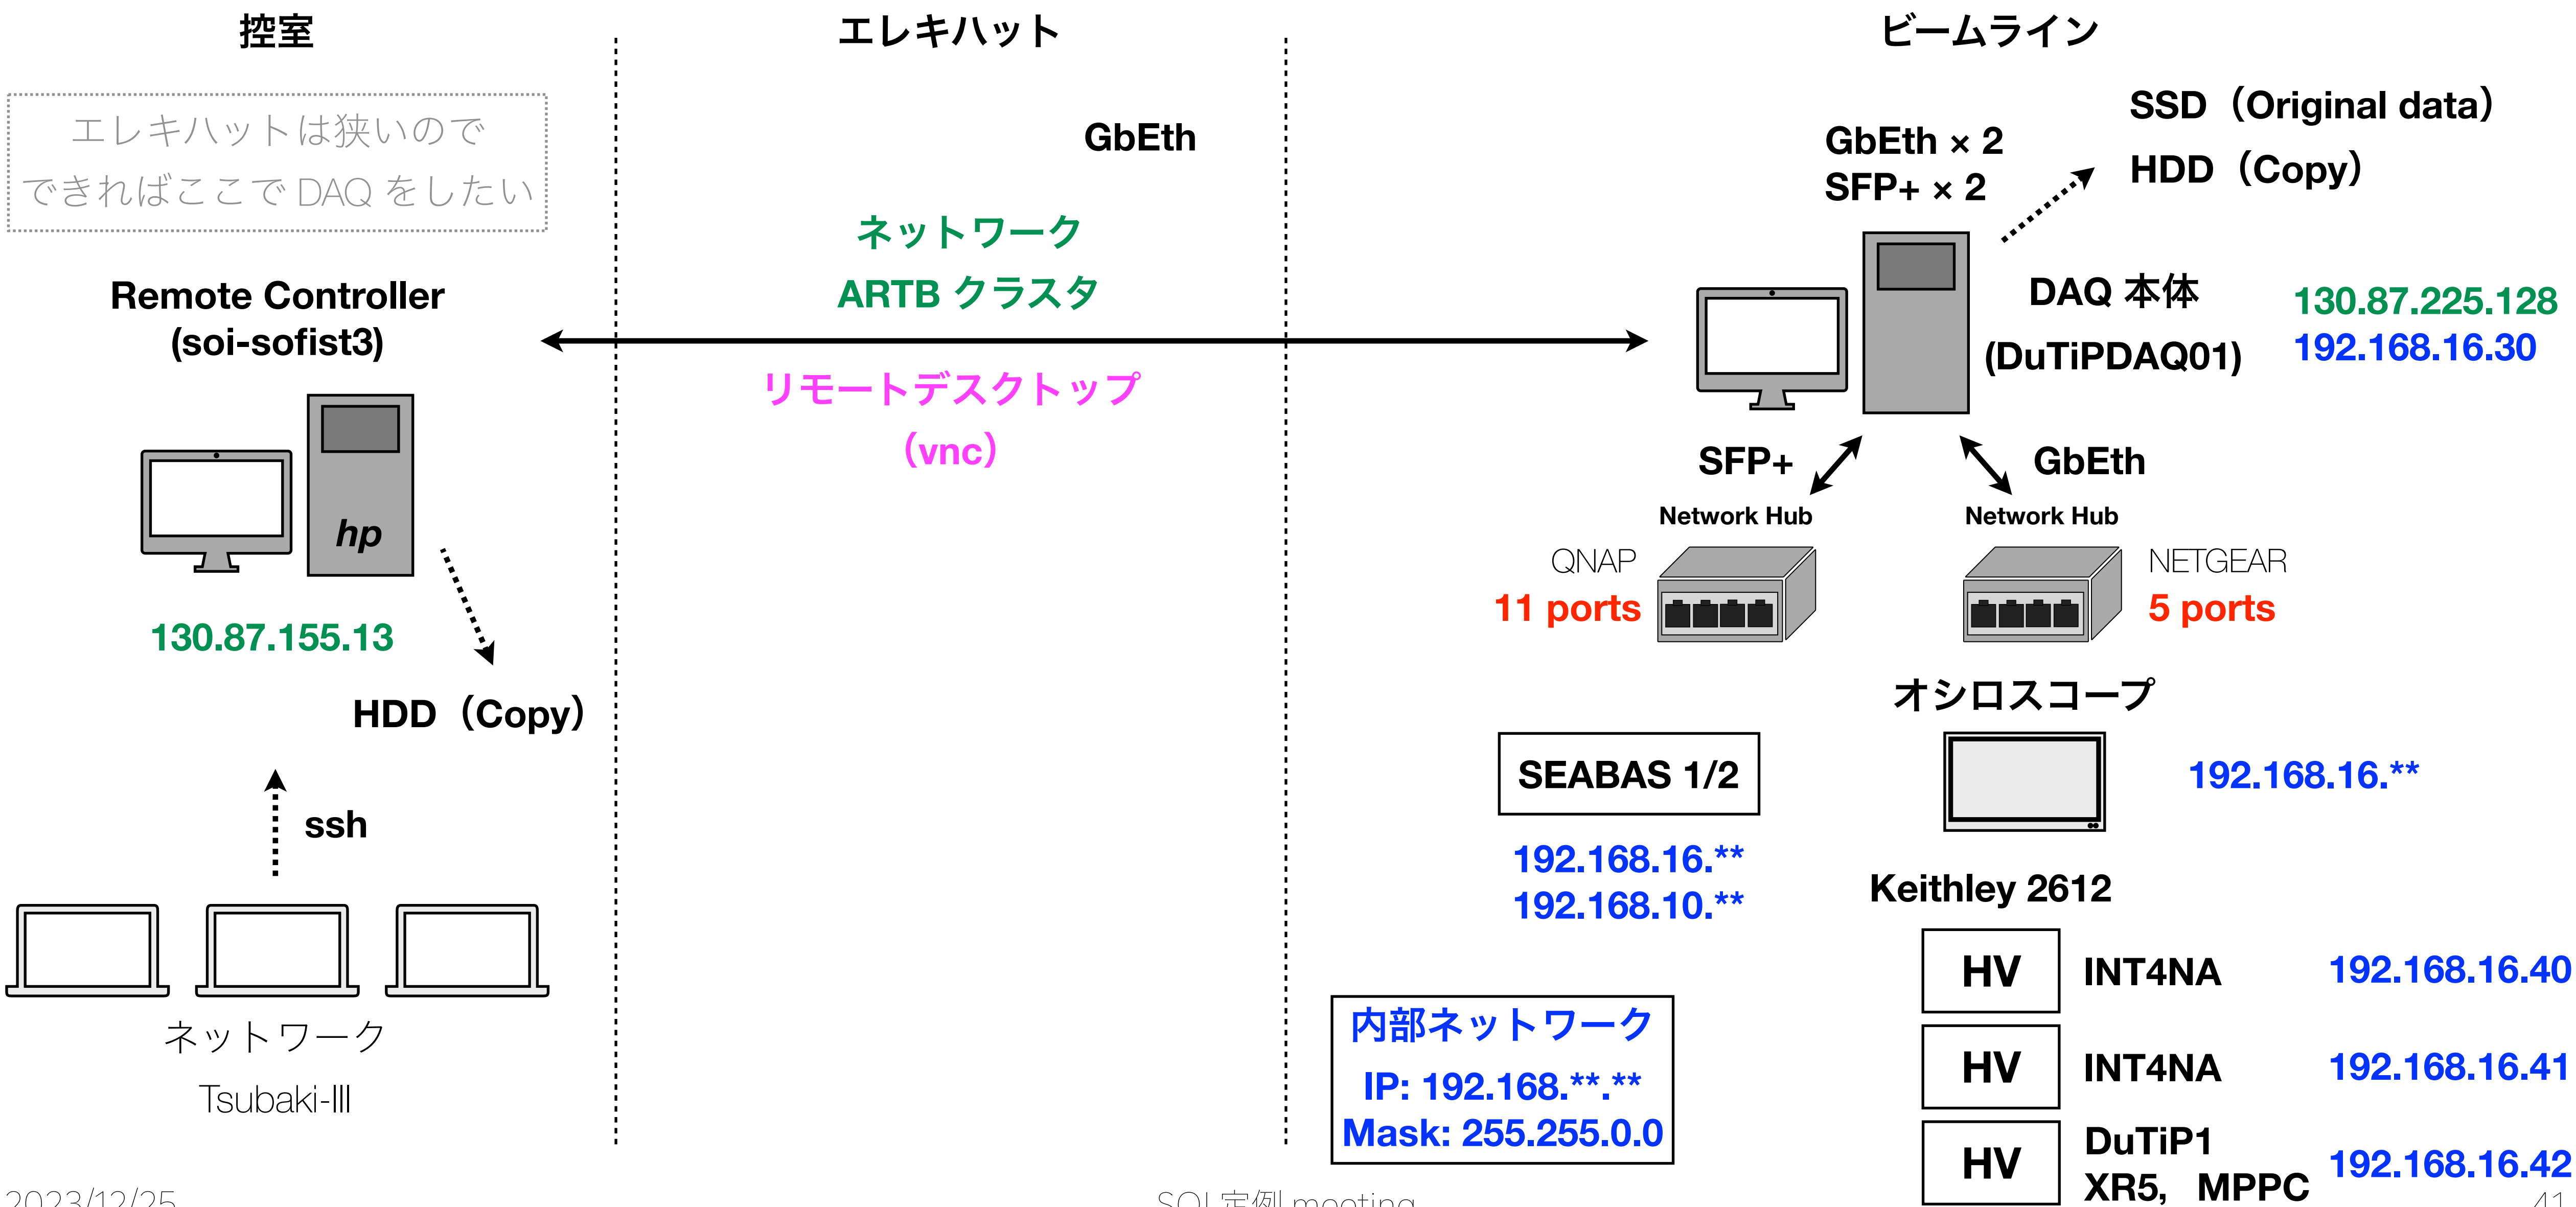 控室
エレキハットは狭いので
できればここで DAQ をしたい
Remote Controller
(soi-sofist3)
hp
130.87.155.13
HDD（Copy）
ssh
ネットワーク
Tsubaki-III
エレキハット
GbEth
ネットワーク
ARTB クラスタ
リモートデスクトップ
（vnc）
ビームライン
SSD（Original data）
HDD（Copy）
GbEth × 2
SFP+ × 2
DAQ 本体
(DuTiPDAQ01)
130.87.225.128
192.168.16.30
SFP+
GbEth
Network Hub
Network Hub
QNAP
11 ports
NETGEAR
5 ports
オシロスコープ
192.168.16.**
SEABAS 1/2
192.168.16.**
192.168.10.**
Keithley 2612
HV
INT4NA
192.168.16.40
HV
INT4NA
192.168.16.41
HV
DuTiP1
XR5, MPPC
192.168.16.42
内部ネットワーク
IP: 192.168.**.**
Mask: 255.255.0.0
2023/12/25
SOI 定例 meeting
41